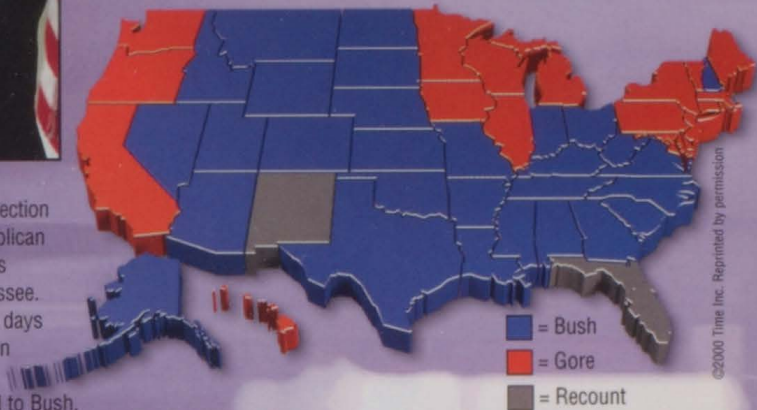 ection
blican
s
ssee.
days
n
to Bush.
= Bush
= Gore
= Recount
©2000 Time Inc. Reprinted by permission